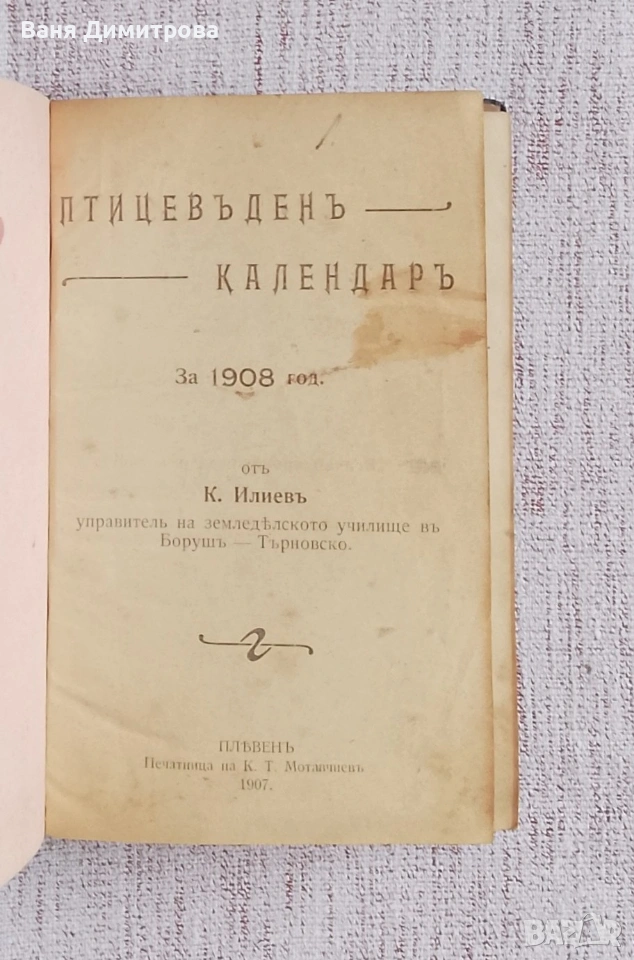 Ваня Димитрова
ПТИЦЕВЪДЕНЪ
КАЛЕНДАРЪ
За 1908 год.
отъ
К. Илиевъ
управитель на земледѣлското училище въ
Борушъ — Търновско.
ПЛѢВЕНЪ
Печатница на К. Т. Мотавчиевъ
1907.
BAZAR